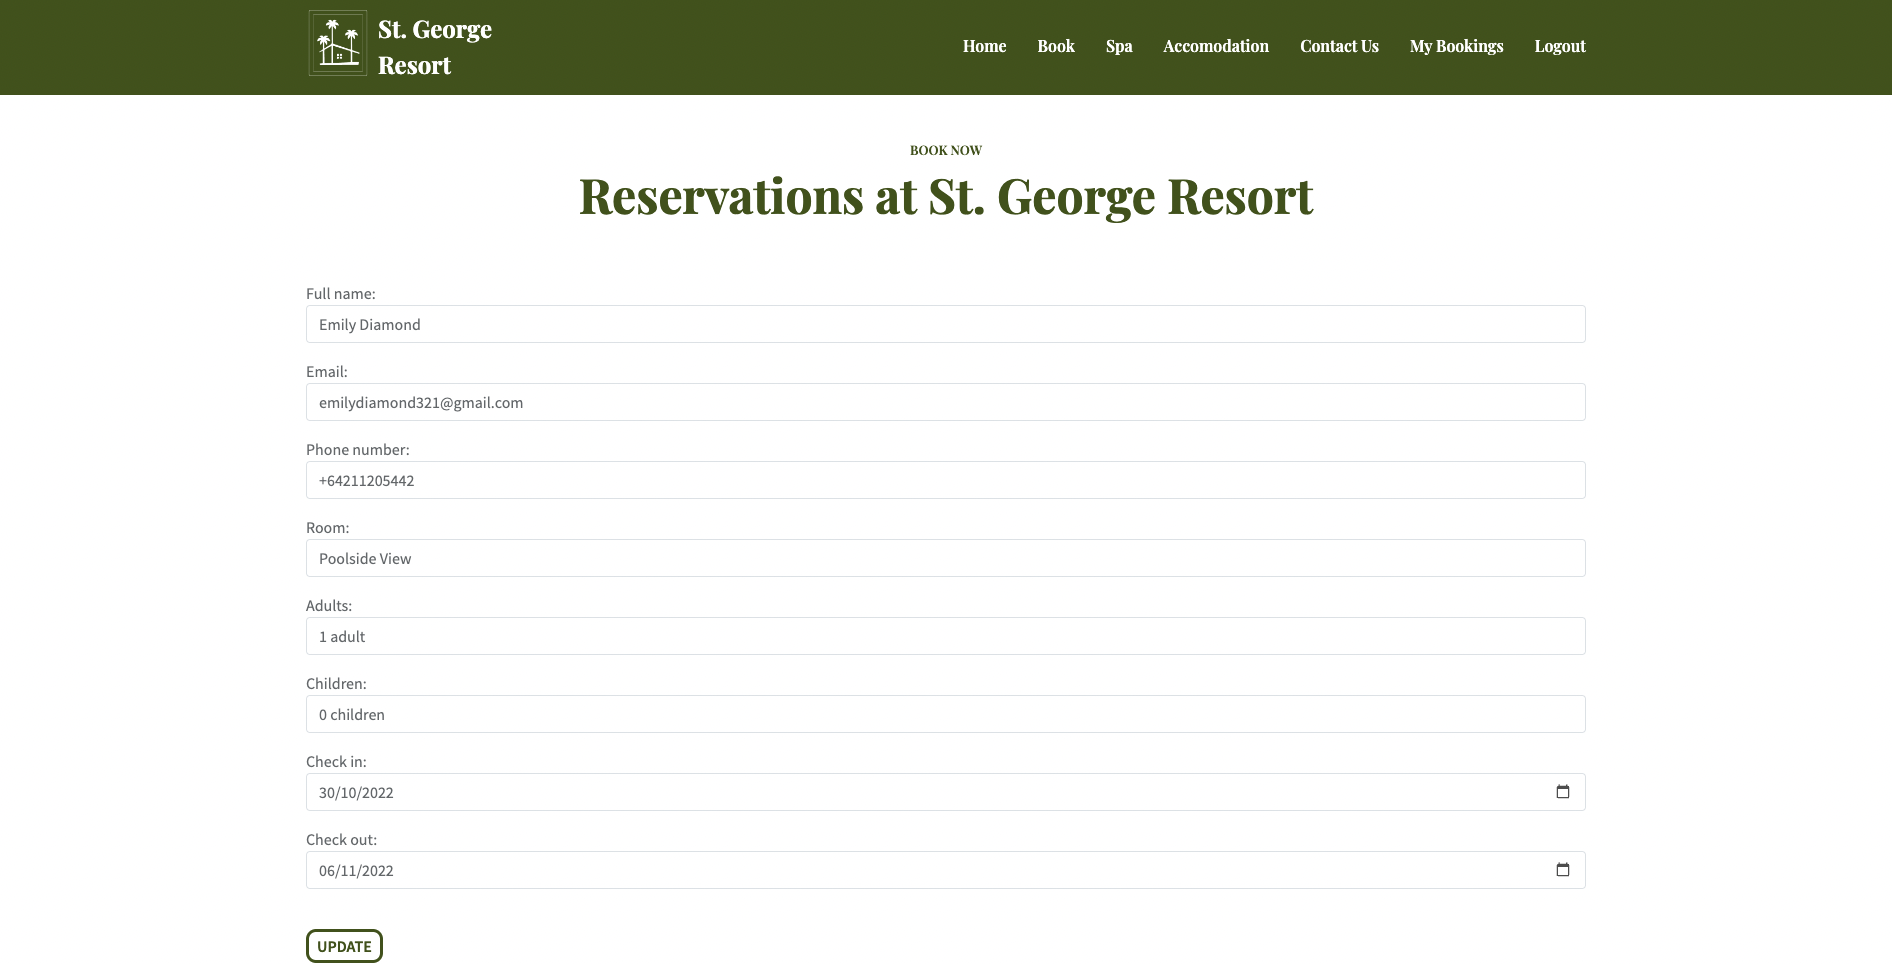 St. George
Resort
Home Book Spa Accomodation Contact Us My Bookings Logout
BOOK NOW
Reservations at St. George Resort
Full name:
Emily Diamond
Email:
emilydiamond321@gmail.com
Phone number:
+64211205442
Room:
Poolside View
Adults:
1 adult
Children:
0 children
Check in:
30/10/2022
Check out:
06/11/2022
UPDATE